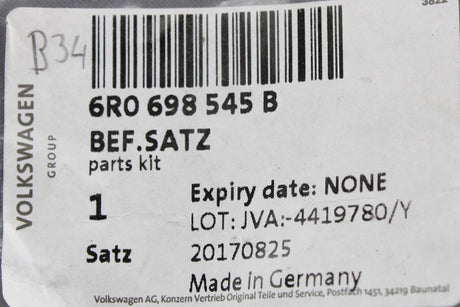 3822
B34
6R0 698 545 B
BEF.SATZ
parts kit
VOLKSWAGEN
GROUP
1
Expiry date: NONE
LOT: JVA:-4419780/Y
Satz
20170825
Made in Germany
Volkswagen AG, Konzern Vertrieb Original Teile und Service, Postfach 1451, 34219 Baunatal